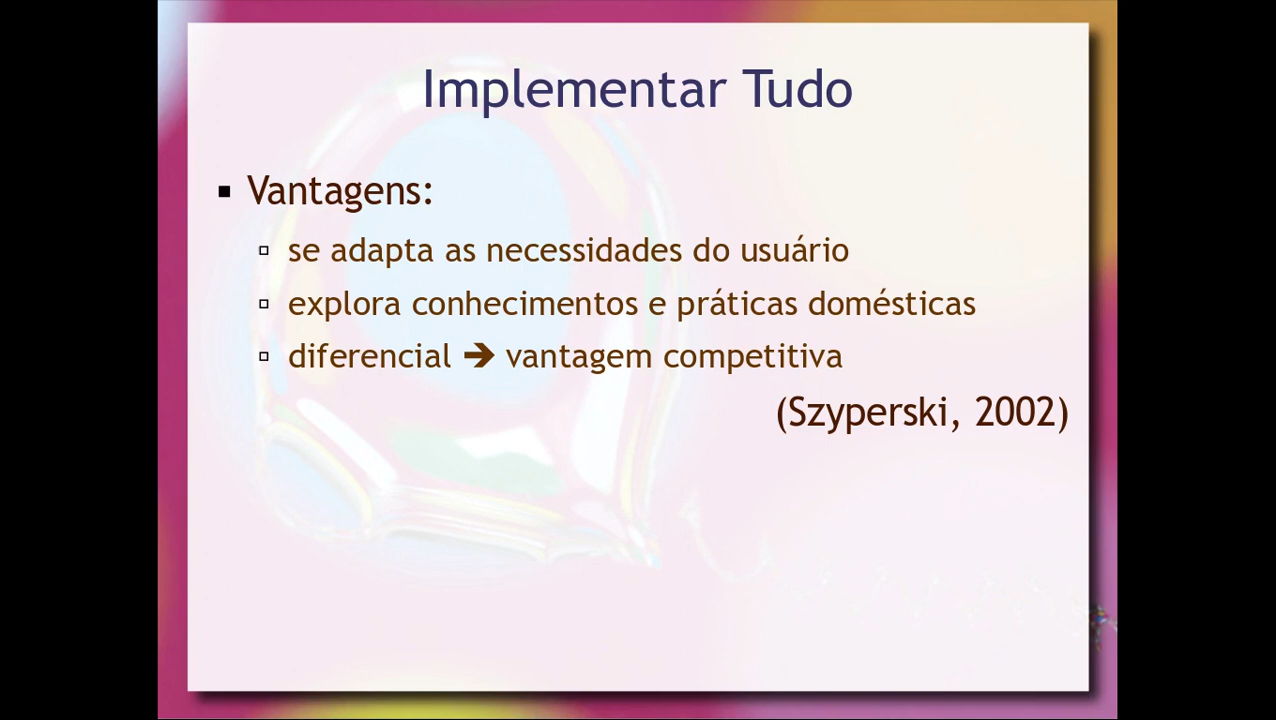 Implementar Tudo
Vantagens:
se adapta as necessidades do usuário
explora conhecimentos e práticas domésticas
diferencial ➔ vantagem competitiva
(Szyperski, 2002)